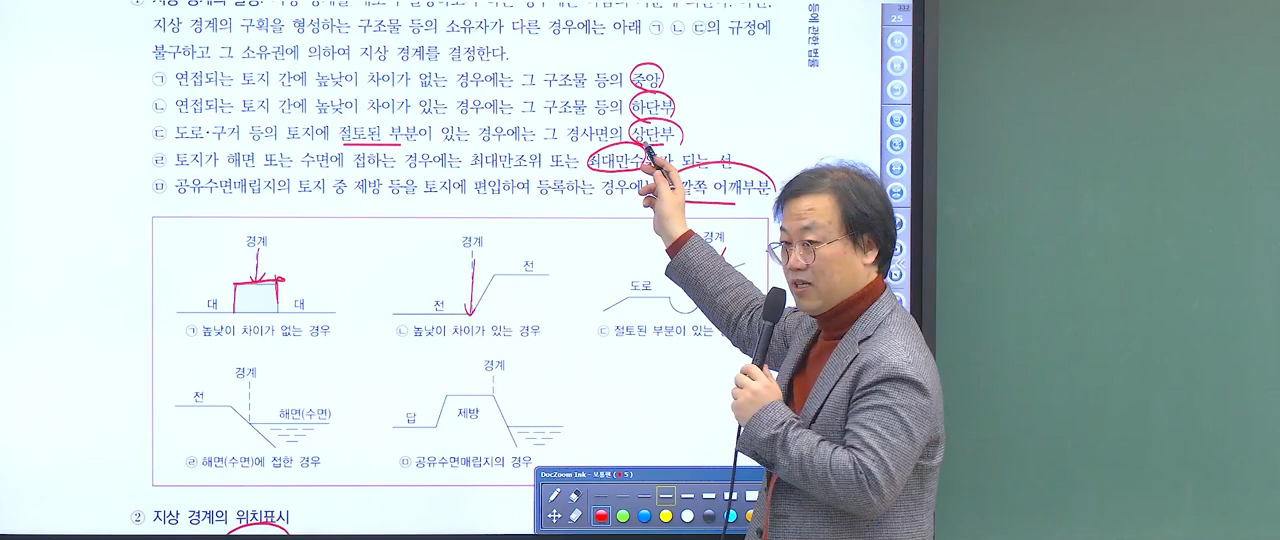 지상 경계의 구획을 형성하는 구조물 등의 소유자가 다른 경우에는 아래 ㉠ ㉡ ㉢의 규정에
불구하고 그 소유권에 의하여 지상 경계를 결정한다.
㉠ 연접되는 토지 간에 높낮이 차이가 없는 경우에는 그 구조물 등의 중앙
㉡ 연접되는 토지 간에 높낮이 차이가 있는 경우에는 그 구조물 등의 하단부
㉢ 도로·구거 등의 토지에 절토된 부분이 있는 경우에는 그 경사면의 상단부
㉣ 토지가 해면 또는 수면에 접하는 경우에는 최대만조위 또는 최대만수위가 되는 선
㉤ 공유수면매립지의 토지 중 제방 등을 토지에 편입하여 등록하는 경우에는 바깥쪽 어깨부분
등에 관한 법률
332
25
경계
대
대
㉠ 높낮이 차이가 없는 경우
경계
전
전
㉡ 높낮이 차이가 있는 경우
경계
도로
㉢ 절토된 부분이 있는
경계
전
해면(수면)
㉣ 해면(수면)에 접한 경우
경계
답
제방
㉤ 공유수면매립지의 경우
DocZoom Ink - 보통펜 ( 5 )
② 지상 경계의 위치표시